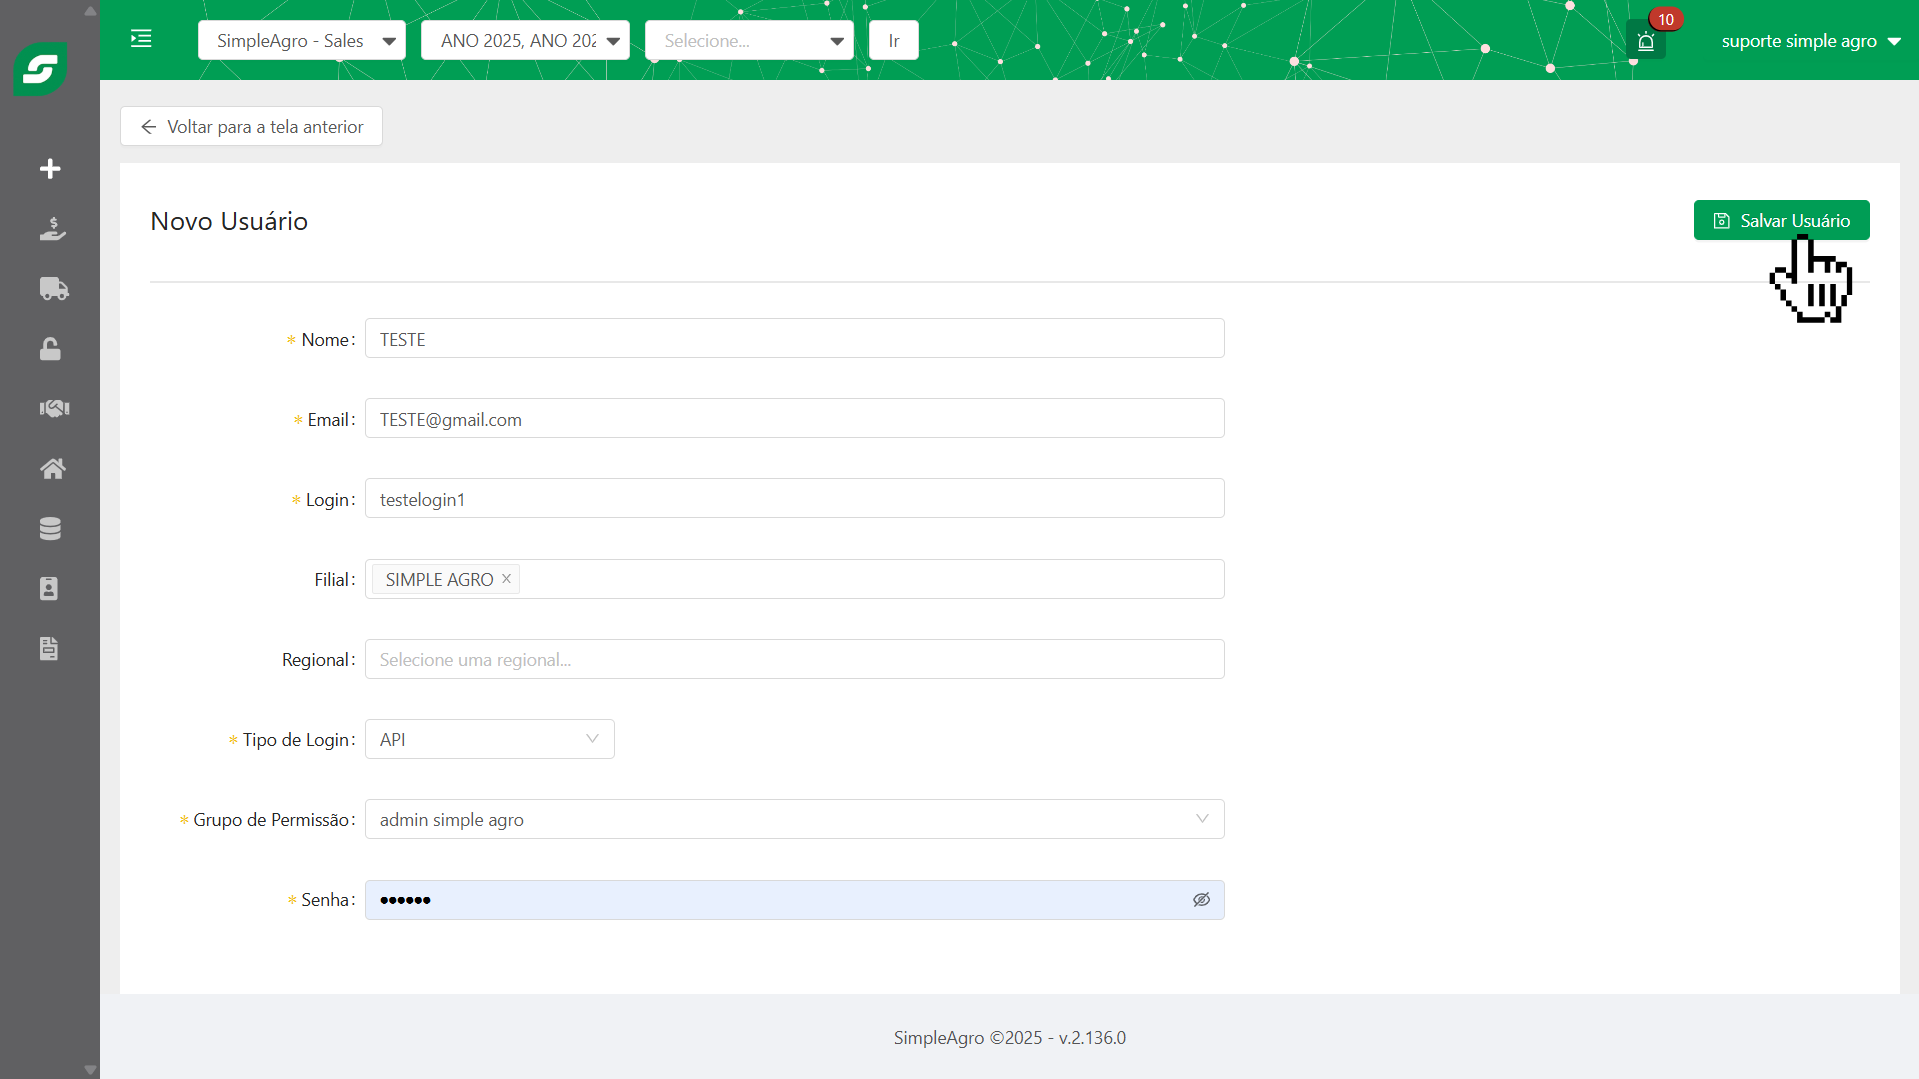 SimpleAgro - Sales
ANO 2025, ANO 202
Selecione...
Ir
10
suporte simple agro
Voltar para a tela anterior
Novo Usuário
Salvar Usuário
* Nome: TESTE
* Email: TESTE@gmail.com
* Login: testelogin1
Filial: SIMPLE AGRO
Regional: Selecione uma regional...
* Tipo de Login: API
* Grupo de Permissão: admin simple agro
* Senha: ••••••
SimpleAgro ©2025 - v.2.136.0